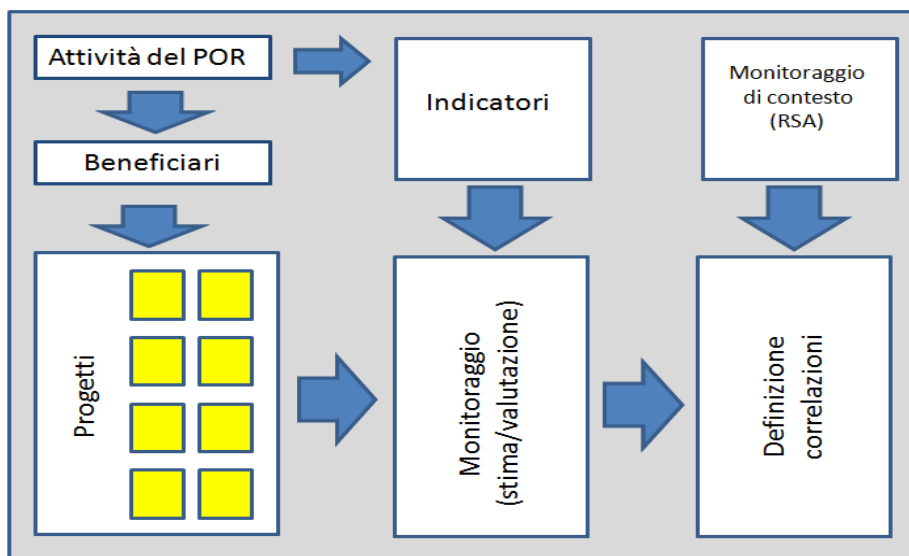 Attività del POR
Beneficiari
Progetti
Indicatori
Monitoraggio
(stima/valutazione)
Monitoraggio
di contesto
(RSA)
Definizione
correlazioni